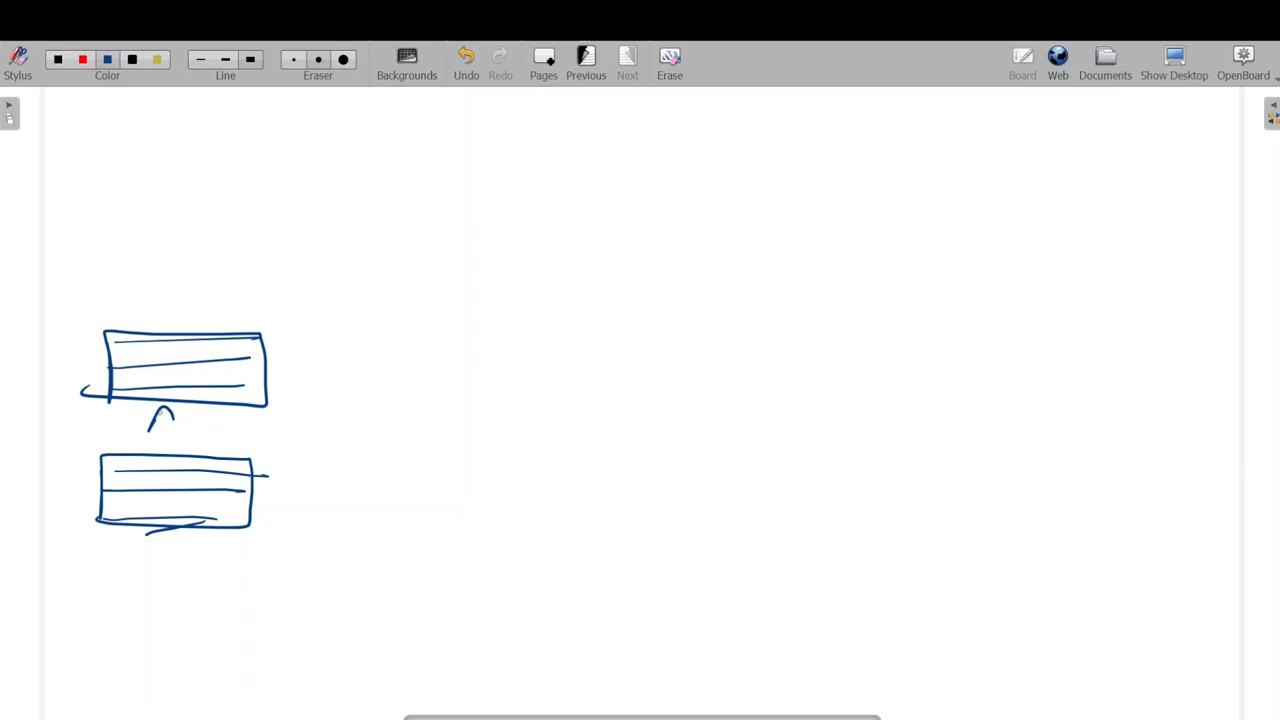 Stylus
Color
Line
Eraser
Backgrounds
Undo
Redo
Pages
Previous
Next
Erase
Board
Web
Documents
Show Desktop
OpenBoard